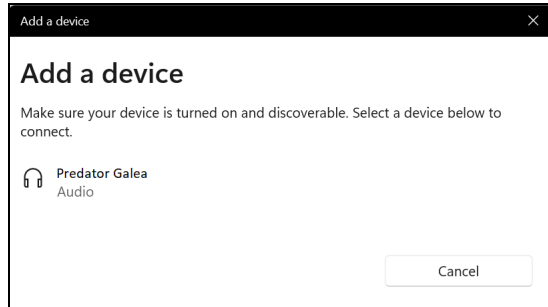 Add a device
Add a device
Make sure your device is turned on and discoverable. Select a device below to
connect.
Predator Galea
Audio
Cancel